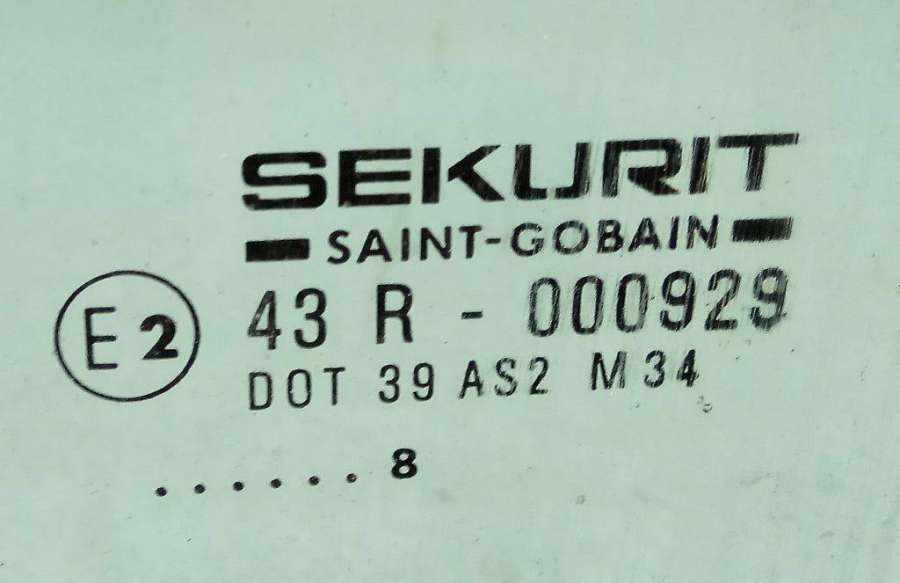 SEKURIT
SAINT-GOBAIN
E2 43 R - 000929
DOT 39 AS2 M34
...... 8